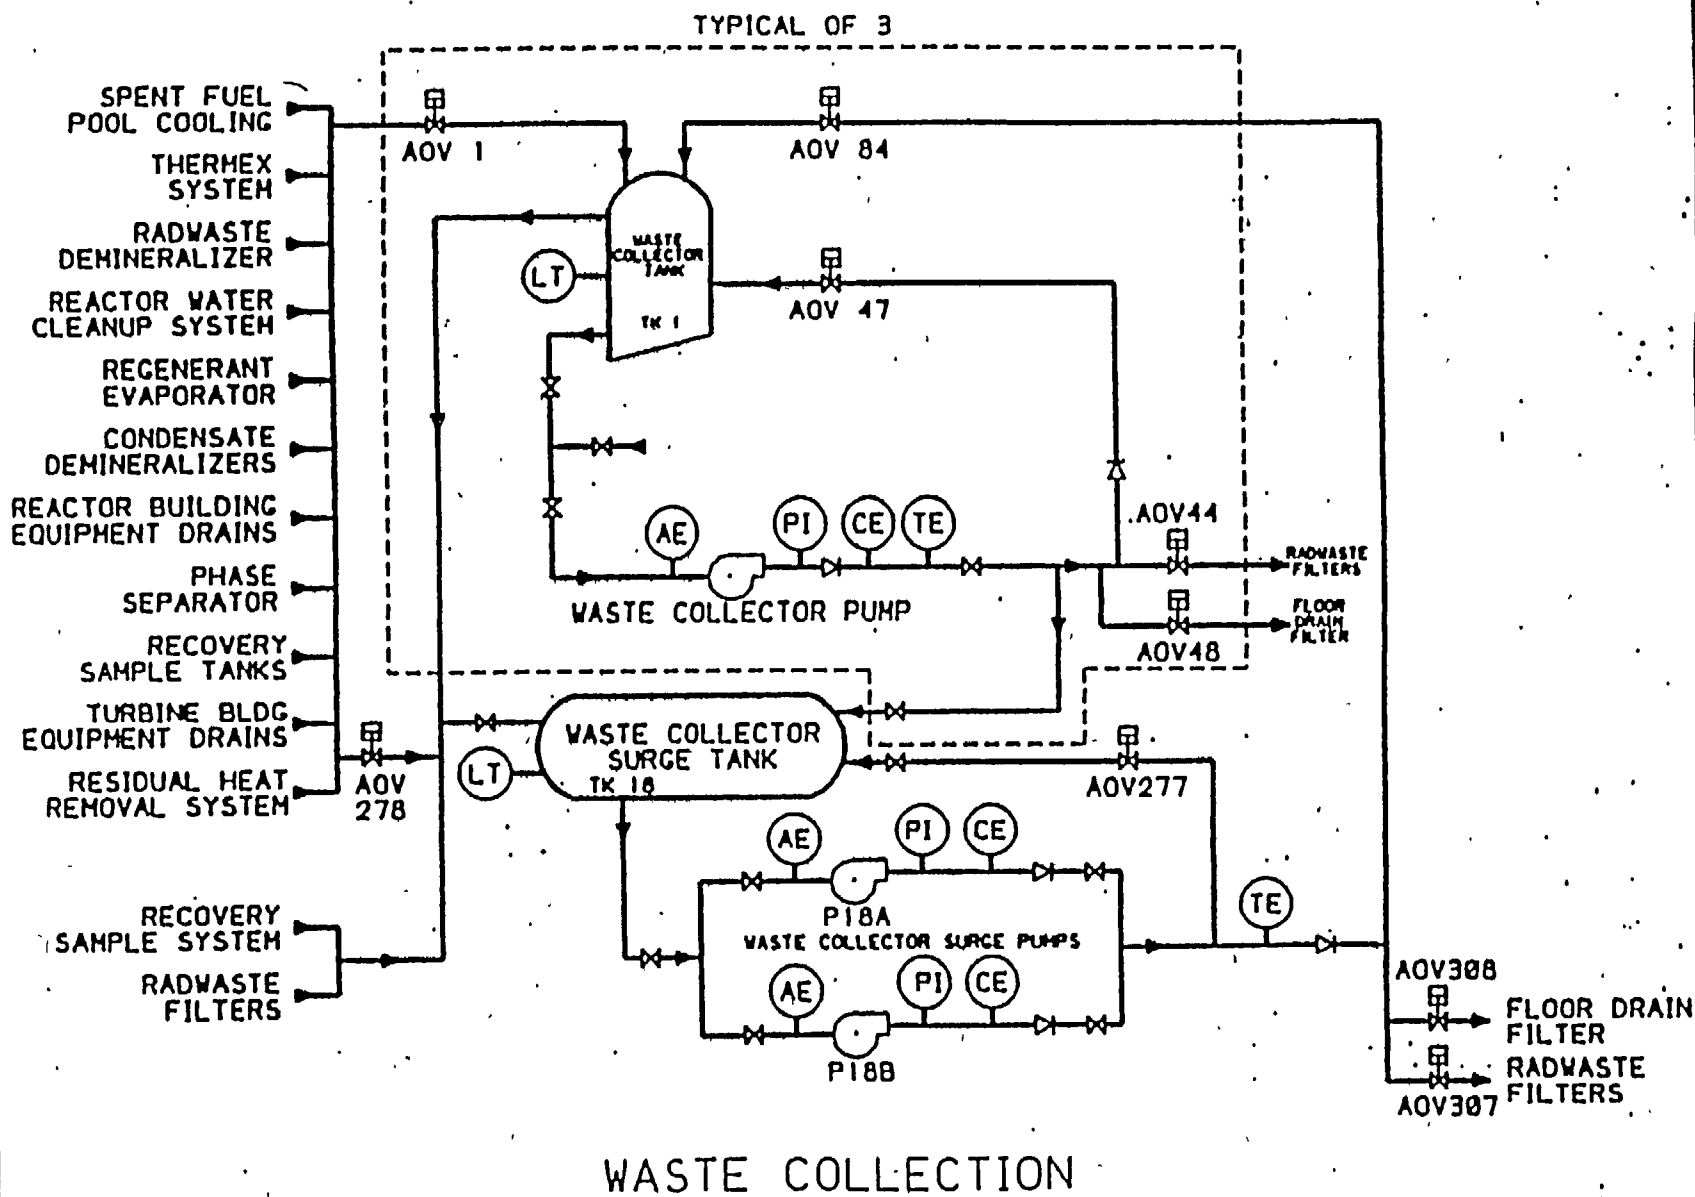 TYPICAL OF 3
SPENT FUEL
POOL COOLING
AOV 1
AOV 84
THERMEX
SYSTEM
RADWASTE
DEMINERALIZER
WASTE
COLLECTOR
TANK
LT
TK 1
AOV 47
REACTOR WATER
CLEANUP SYSTEM
REGENERANT
EVAPORATOR
CONDENSATE
DEMINERALIZERS
REACTOR BUILDING
EQUIPMENT DRAINS
AE
PI
CE
TE
AOV44
RADWASTE
FILTERS
PHASE
SEPARATOR
WASTE COLLECTOR PUMP
FLOOR
DRAIN
FILTER
AOV48
RECOVERY
SAMPLE TANKS
TURBINE BLDG
EQUIPMENT DRAINS
WASTE COLLECTOR
SURGE TANK
TK 18
LT
AOV277
RESIDUAL HEAT
REMOVAL SYSTEM
AOV
278
AE
PI
CE
P18A
TE
RECOVERY
SAMPLE SYSTEM
WASTE COLLECTOR SURGE PUMPS
RADWASTE
FILTERS
AE
PI
CE
P18B
AOV308
FLOOR DRAIN
FILTER
RADWASTE
FILTERS
AOV307
WASTE COLLECTION